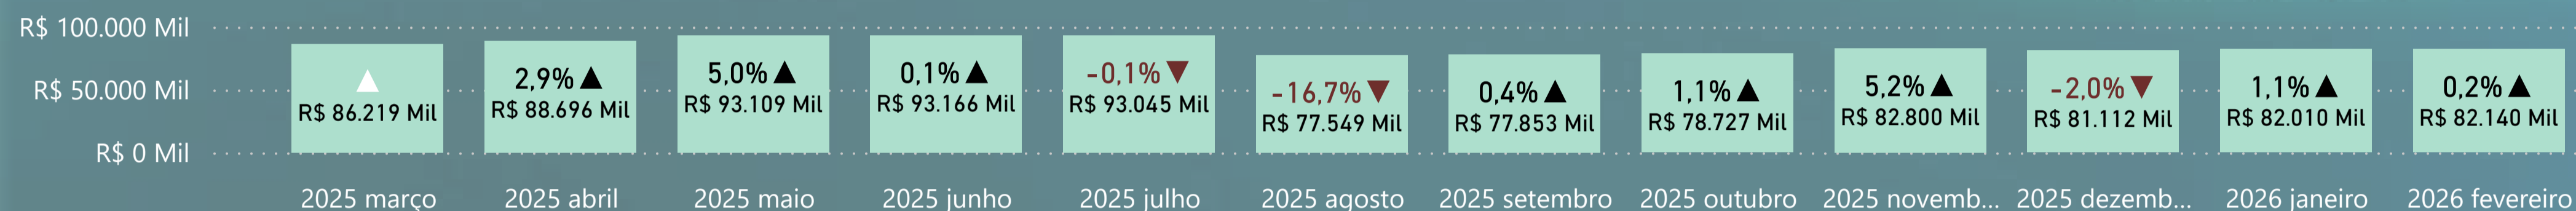 R$ 100.000 Mil
R$ 50.000 Mil
R$ 0 Mil
▲
R$ 86.219 Mil
2025 março
2,9% ▲
R$ 88.696 Mil
2025 abril
5,0% ▲
R$ 93.109 Mil
2025 maio
0,1% ▲
R$ 93.166 Mil
2025 junho
-0,1% ▼
R$ 93.045 Mil
2025 julho
-16,7% ▼
R$ 77.549 Mil
2025 agosto
0,4% ▲
R$ 77.853 Mil
2025 setembro
1,1% ▲
R$ 78.727 Mil
2025 outubro
5,2% ▲
R$ 82.800 Mil
2025 novemb...
-2,0% ▼
R$ 81.112 Mil
2025 dezemb...
1,1% ▲
R$ 82.010 Mil
2026 janeiro
0,2% ▲
R$ 82.140 Mil
2026 fevereiro